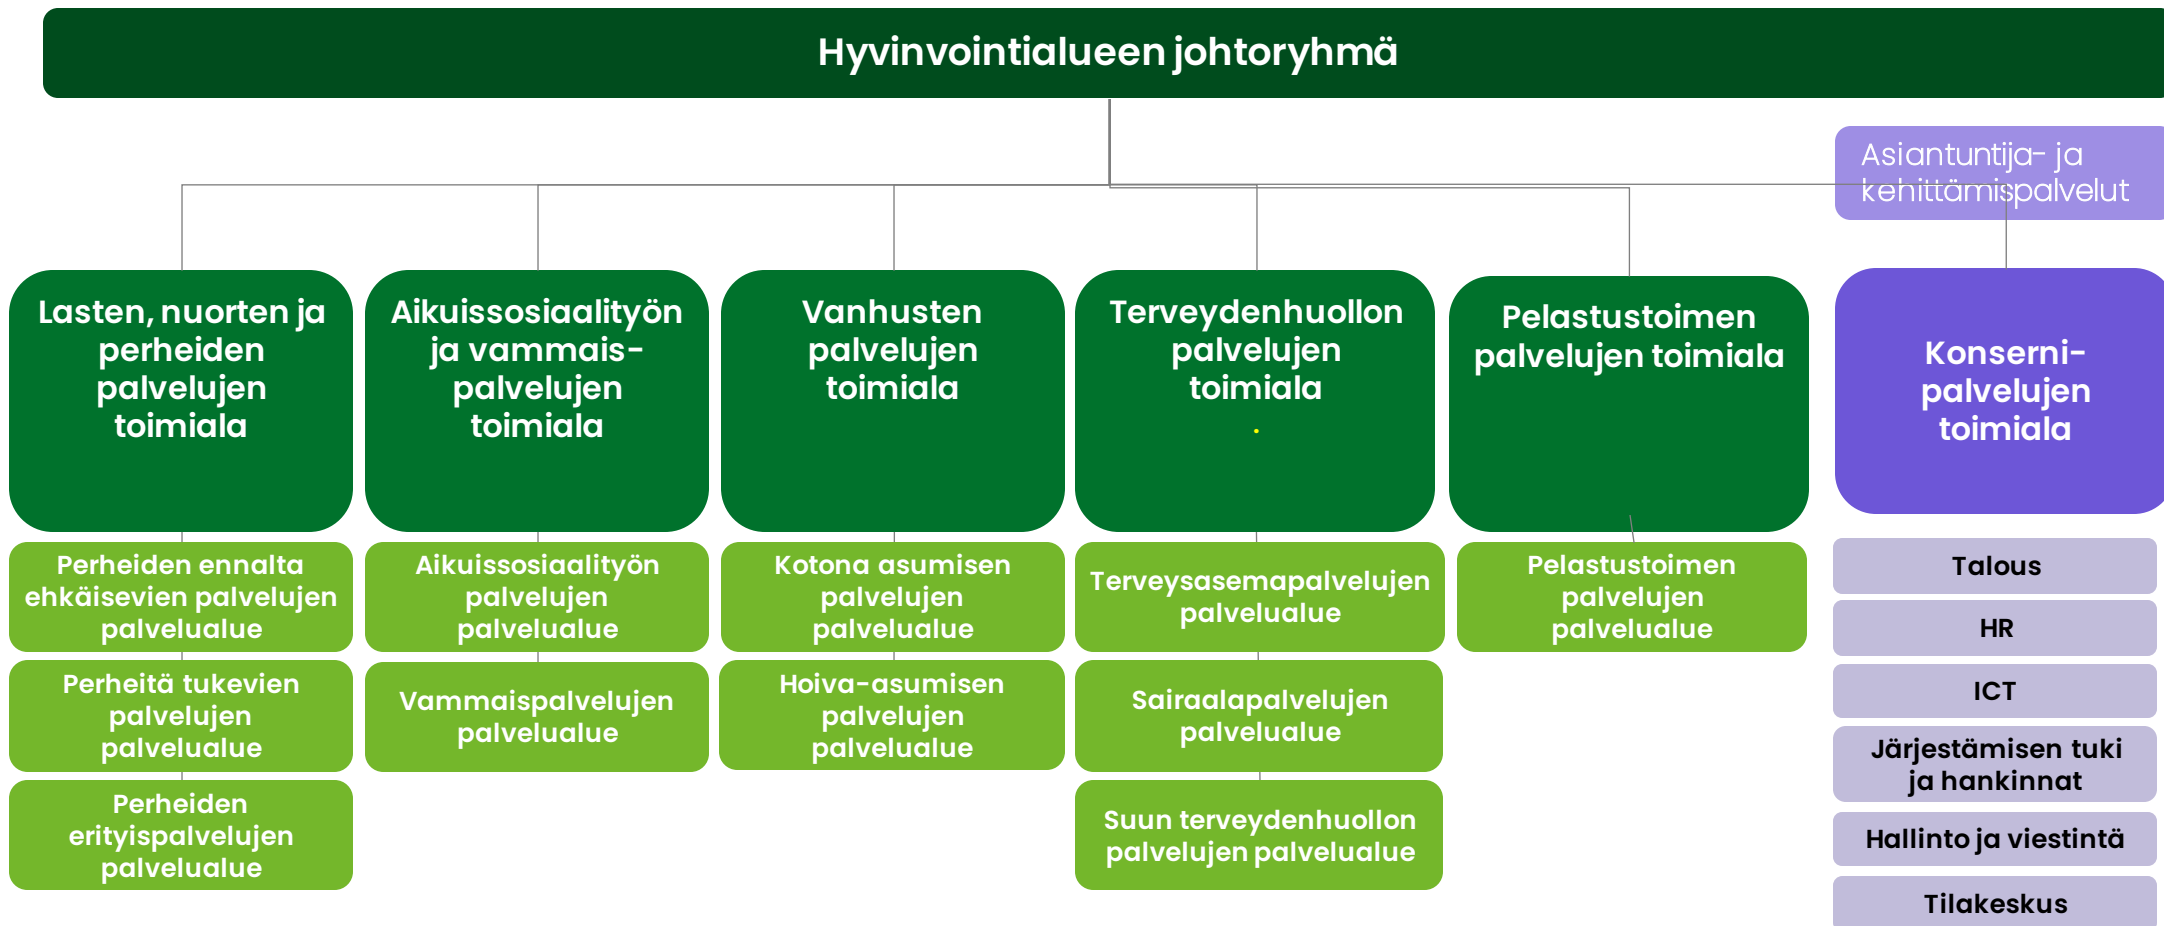 Hyvinvointialueen johtoryhmä
Asiantuntija- ja
kehittämispalvelut
Lasten, nuorten ja
perheiden
palvelujen
toimiala
Aikuissosiaalityön
ja vammais-
palvelujen
toimiala
Vanhusten
palvelujen
toimiala
Terveydenhuollon
palvelujen
toimiala
.
Pelastustoimen
palvelujen toimiala
Konserni-
palvelujen
toimiala
Perheiden ennalta
ehkäisevien palvelujen
palvelualue
Perheitä tukevien
palvelujen
palvelualue
Perheiden
erityispalvelujen
palvelualue
Aikuissosiaalityön
palvelujen
palvelualue
Vammaispalvelujen
palvelualue
Kotona asumisen
palvelujen
palvelualue
Hoiva-asumisen
palvelujen
palvelualue
Terveysasemapalvelujen
palvelualue
Sairaalapalvelujen
palvelualue
Suun terveydenhuollon
palvelujen palvelualue
Pelastustoimen
palvelujen
palvelualue
Talous
HR
ICT
Järjestämisen tuki
ja hankinnat
Hallinto ja viestintä
Tilakeskus